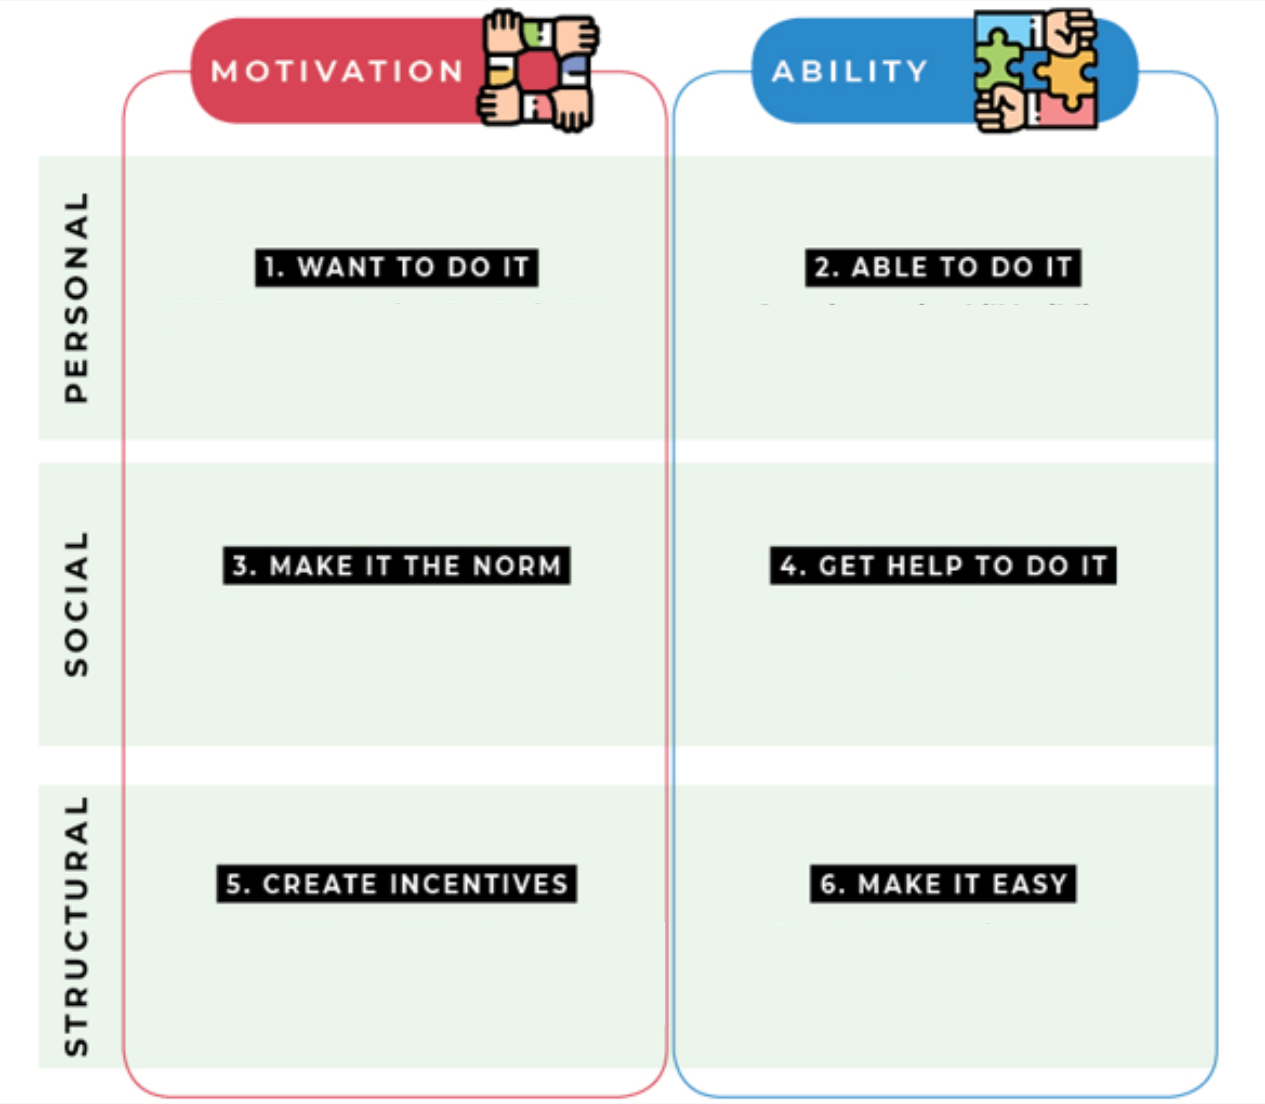 MOTIVATION
ABILITY
PERSONAL
1. WANT TO DO IT
2. ABLE TO DO IT
SOCIAL
3. MAKE IT THE NORM
4. GET HELP TO DO IT
STRUCTURAL
5. CREATE INCENTIVES
6. MAKE IT EASY